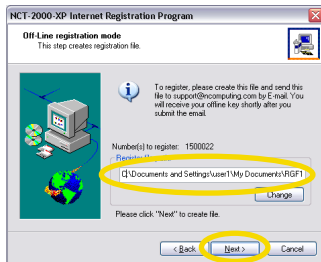 NCT-2000-XP Internet Registration Program
Off-Line registration mode
This step creates registration file.
To register, please create this file and send this
file to support@ncomputing.com by E-mail. You
will receive your offline key shortly after you
submit the email.
Number(s) to register: 1500022
C:\Documents and Settings\user1\My Documents\RGF1
Change
Please click "Next" to create file.
< Back
Next >
Cancel